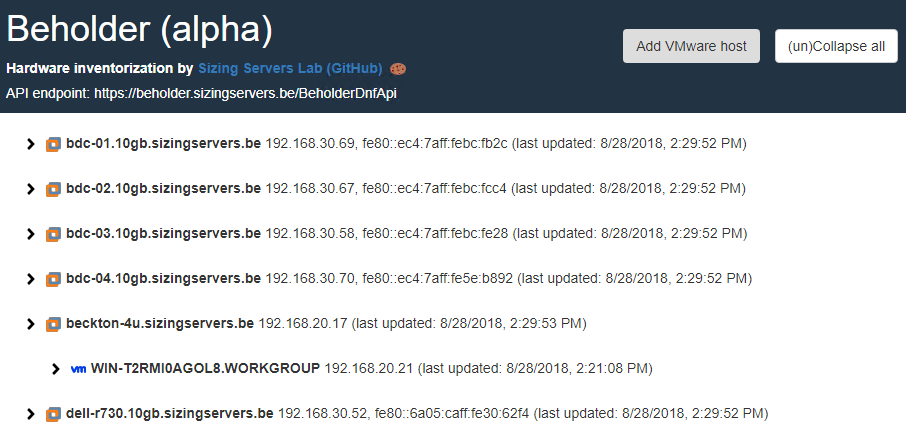 Beholder (alpha)
Add VMware host
(un)Collapse all
Hardware inventorization by Sizing Servers Lab (GitHub)
API endpoint: https://beholder.sizingservers.be/BeholderDnfApi
bdc-01.10gb.sizingservers.be 192.168.30.69, fe80::ec4:7aff:febc:fb2c (last updated: 8/28/2018, 2:29:52 PM)
bdc-02.10gb.sizingservers.be 192.168.30.67, fe80::ec4:7aff:febc:fcc4 (last updated: 8/28/2018, 2:29:52 PM)
bdc-03.10gb.sizingservers.be 192.168.30.58, fe80::ec4:7aff:febc:fe28 (last updated: 8/28/2018, 2:29:52 PM)
bdc-04.10gb.sizingservers.be 192.168.30.70, fe80::ec4:7aff:fe5e:b892 (last updated: 8/28/2018, 2:29:52 PM)
beckton-4u.sizingservers.be 192.168.20.17 (last updated: 8/28/2018, 2:29:53 PM)
vm WIN-T2RMI0AGOL8.WORKGROUP 192.168.20.21 (last updated: 8/28/2018, 2:21:08 PM)
dell-r730.10gb.sizingservers.be 192.168.30.52, fe80::6a05:caff:fe30:62f4 (last updated: 8/28/2018, 2:29:52 PM)